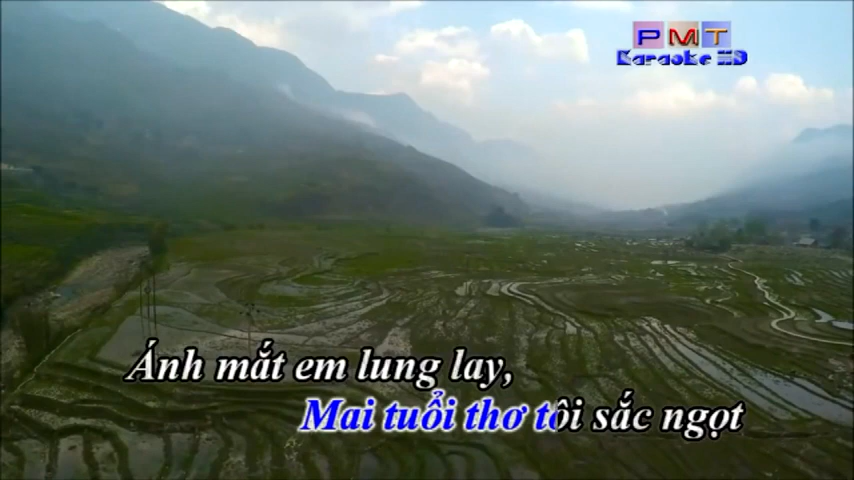 PMT
Karaoke HD
Ánh mắt em lung lay,
Mai tuổi thơ tôi sắc ngọt